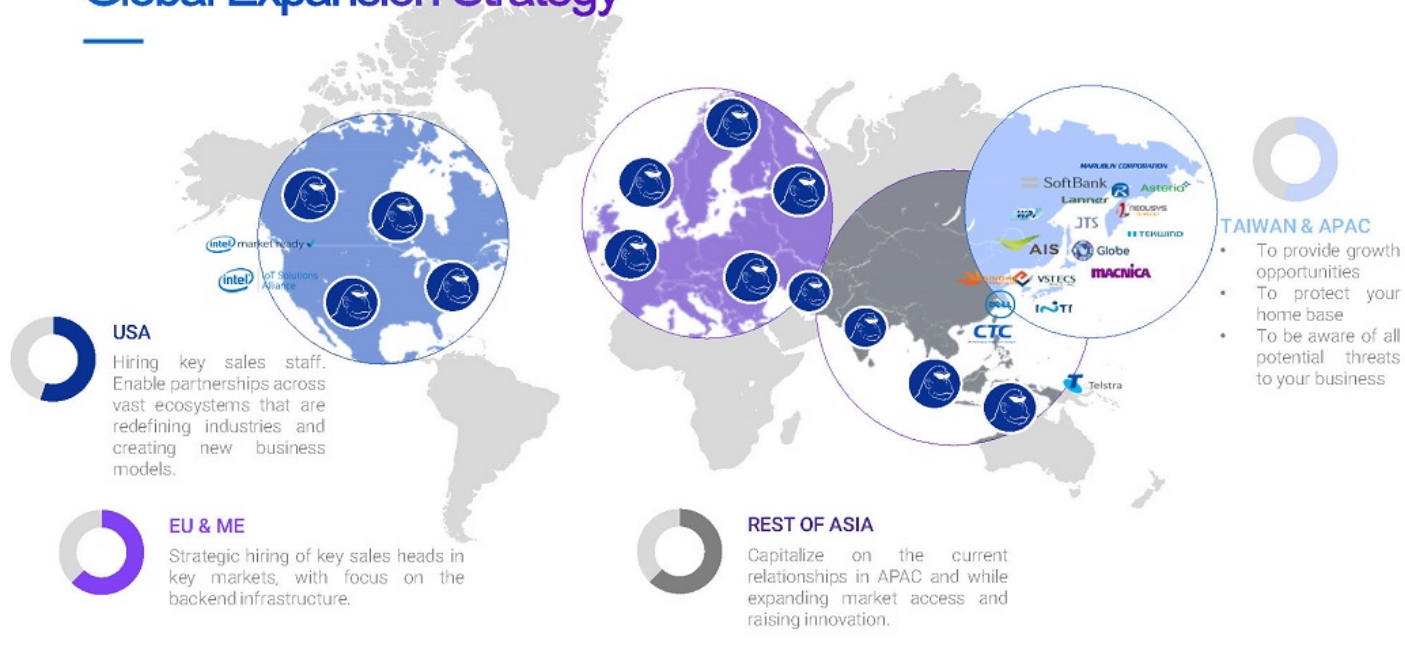 Global Expansion Strategy
MARUBUN CORPORATION
SoftBank
Asterio
Lanner
WPI
NEOUSYS
JTS
TEKWIND
AIS
Globe
intel market ready
VSTECS
MACNICA
intel IoT Solutions
Alliance
DELL
CTC
Telstra
TAIWAN & APAC
• To provide growth
opportunities
• To protect your
home base
• To be aware of all
potential threats
to your business
USA
Hiring key sales staff.
Enable partnerships across
vast ecosystems that are
redefining industries and
creating new business
models.
EU & ME
Strategic hiring of key sales heads in
key markets, with focus on the
backend infrastructure.
REST OF ASIA
Capitalize on the current
relationships in APAC and while
expanding market access and
raising innovation.